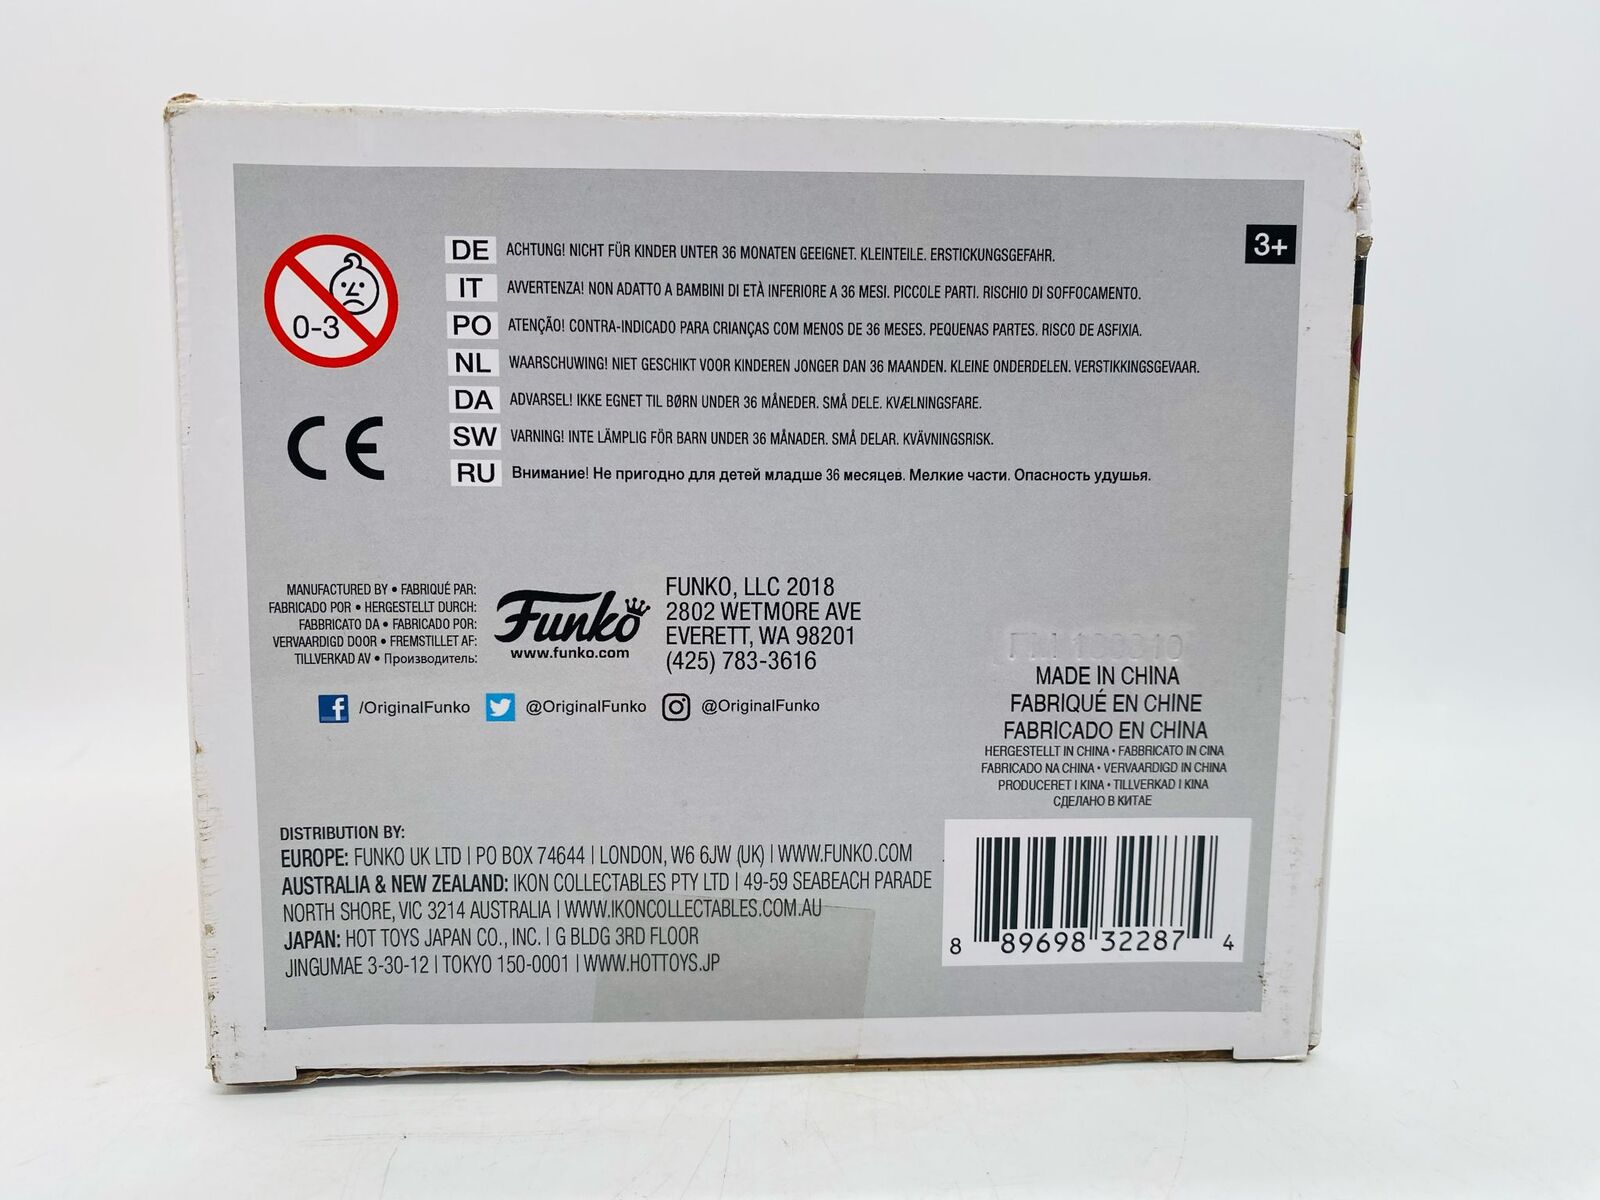 0-3
3+
DE ACHTUNG! NICHT FÜR KINDER UNTER 36 MONATEN GEEIGNET. KLEINTEILE. ERSTICKUNGSGEFAHR.
IT AVVERTENZA! NON ADATTO A BAMBINI DI ETÀ INFERIORE A 36 MESI. PICCOLE PARTI. RISCHIO DI SOFFOCAMENTO.
PO ATENÇÃO! CONTRA-INDICADO PARA CRIANÇAS COM MENOS DE 36 MESES. PEQUENAS PARTES. RISCO DE ASFIXIA.
NL WAARSCHUWING! NIET GESCHIKT VOOR KINDEREN JONGER DAN 36 MAANDEN. KLEINE ONDERDELEN. VERSTIKKINGSGEVAAR.
DA ADVARSEL! IKKE EGNET TIL BØRN UNDER 36 MÅNEDER. SMÅ DELE. KVÆLNINGSFARE.
SW VARNING! INTE LÄMPLIG FÖR BARN UNDER 36 MÅNADER. SMÅ DELAR. KVÄVNINGSRISK.
RU Внимание! Не пригодно для детей младше 36 месяцев. Мелкие части. Опасность удушья.
CE
MANUFACTURED BY • FABRIQUÉ PAR:
FABRICADO POR • HERGESTELLT DURCH:
FABBRICATO DA • FABRICADO POR:
VERVAARDIGD DOOR • FREMSTILLET AF:
TILLVERKAD AV • Производитель:
Funko
www.funko.com
FUNKO, LLC 2018
2802 WETMORE AVE
EVERETT, WA 98201
(425) 783-3616
/OriginalFunko @OriginalFunko @OriginalFunko
MADE IN CHINA
FABRIQUÉ EN CHINE
FABRICADO EN CHINA
HERGESTELLT IN CHINA • FABBRICATO IN CINA
FABRICADO NA CHINA • VERVAARDIGD IN CHINA
PRODUCERET I KINA • TILLVERKAD I KINA
СДЕЛАНО В КИТАЕ
DISTRIBUTION BY:
EUROPE: FUNKO UK LTD | PO BOX 74644 | LONDON, W6 6JW (UK) | WWW.FUNKO.COM
AUSTRALIA & NEW ZEALAND: IKON COLLECTABLES PTY LTD | 49-59 SEABEACH PARADE
NORTH SHORE, VIC 3214 AUSTRALIA | WWW.IKONCOLLECTABLES.COM.AU
JAPAN: HOT TOYS JAPAN CO., INC. | G BLDG 3RD FLOOR
JINGUMAE 3-30-12 | TOKYO 150-0001 | WWW.HOTTOYS.JP
8 89698 32287 4